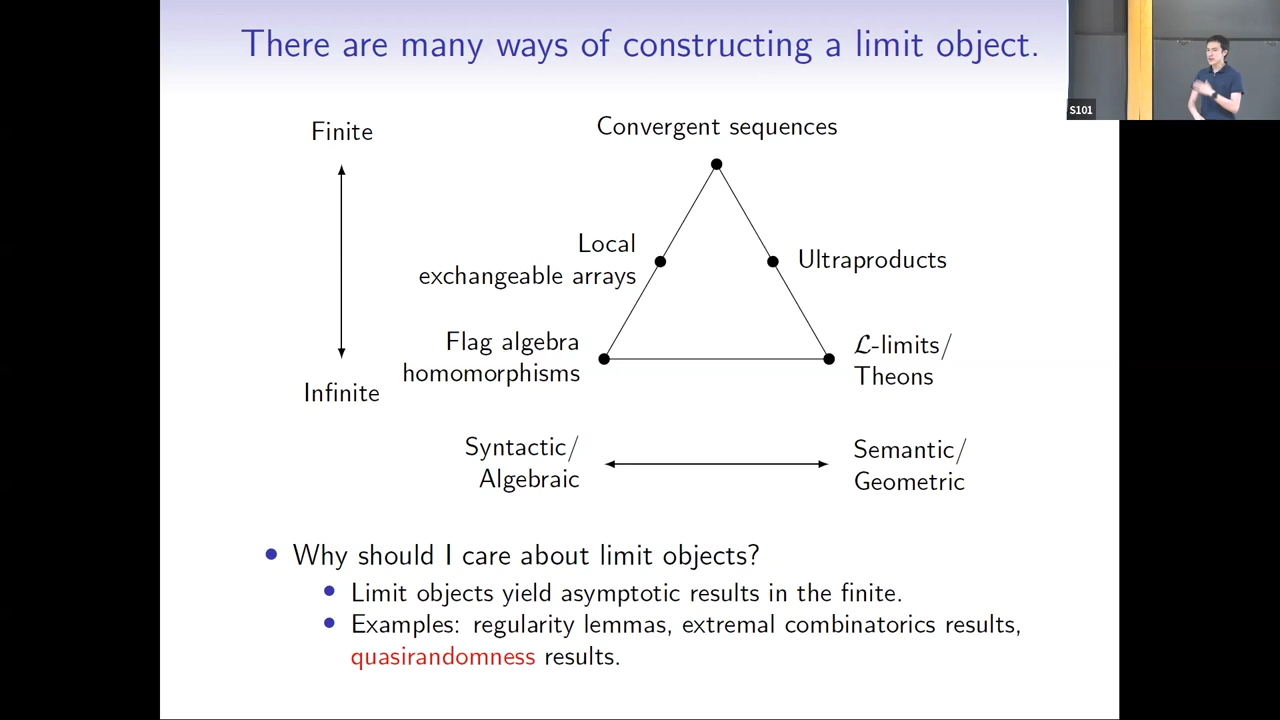 There are many ways of constructing a limit object.
S101
Finite
Convergent sequences
Local
exchangeable arrays
Ultraproducts
Flag algebra
homomorphisms
ℒ-limits/
Theons
Infinite
Syntactic/
Algebraic
Semantic/
Geometric
• Why should I care about limit objects?
• Limit objects yield asymptotic results in the finite.
• Examples: regularity lemmas, extremal combinatorics results,
quasirandomness results.